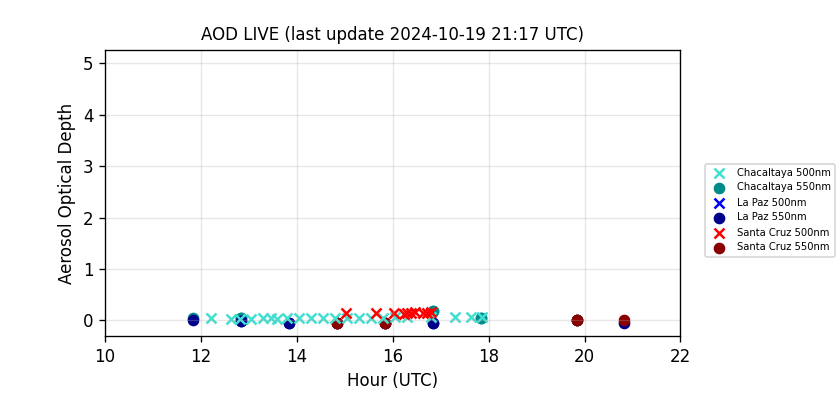 AOD LIVE (last update 2024-10-19 21:17 UTC)
Aerosol Optical Depth
5
4
3
2
1
0
10 12 14 16 18 20 22
Hour (UTC)
Chacaltaya 500nm
Chacaltaya 550nm
La Paz 500nm
La Paz 550nm
Santa Cruz 500nm
Santa Cruz 550nm